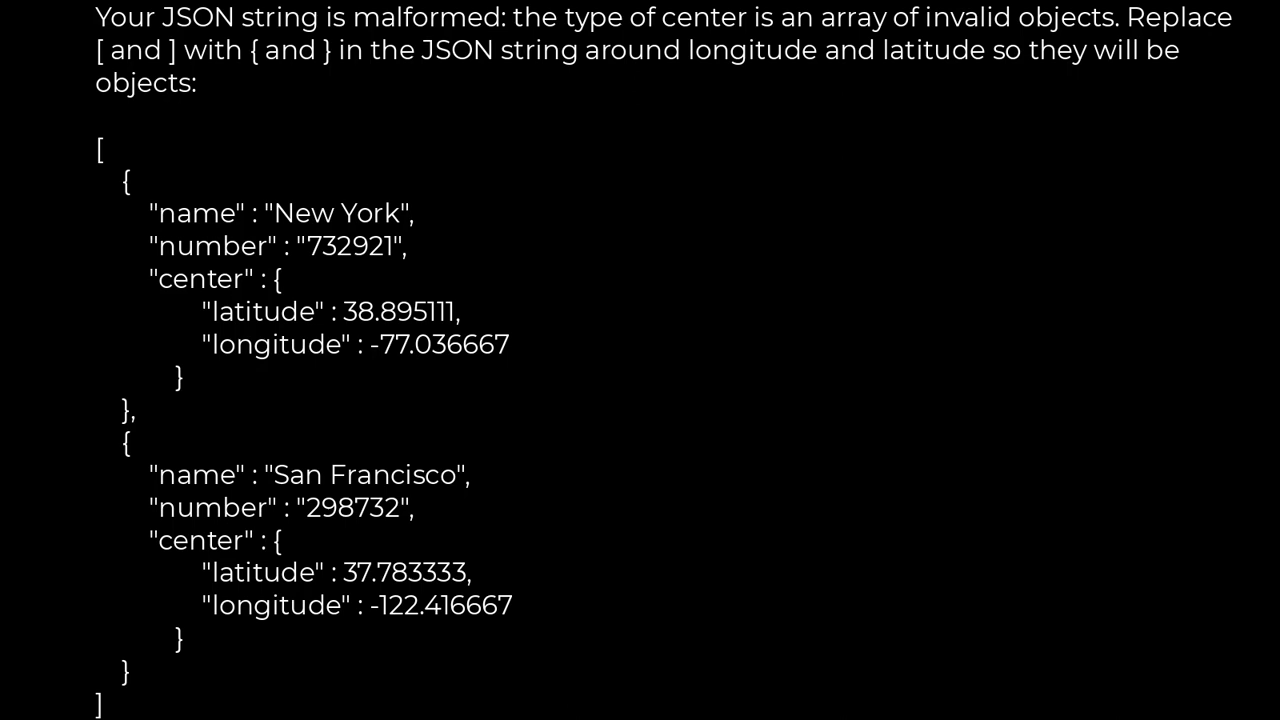 Your JSON string is malformed: the type of center is an array of invalid objects. Replace
[ and ] with { and } in the JSON string around longitude and latitude so they will be
objects:
[
{
"name" : "New York",
"number" : "732921",
"center" : {
"latitude" : 38.895111,
"longitude" : -77.036667
}
},
{
"name" : "San Francisco",
"number" : "298732",
"center" : {
"latitude" : 37.783333,
"longitude" : -122.416667
}
}
]